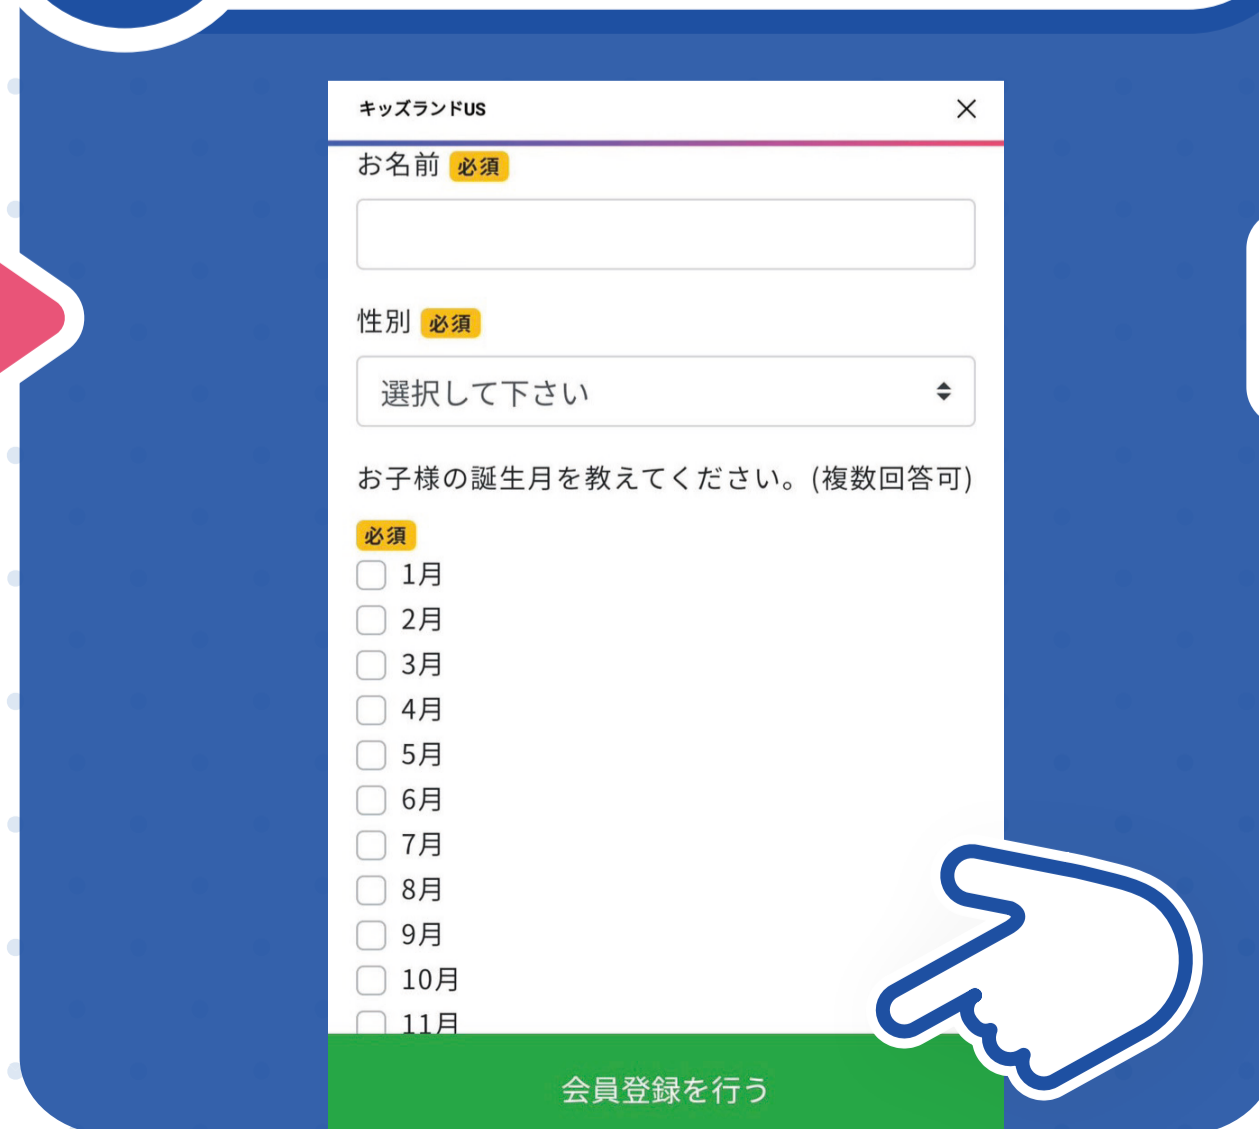 キッズランドUS
お名前 必須
性別 必須
選択して下さい
お子様の誕生月を教えてください。(複数回答可)
必須
1月
2月
3月
4月
5月
6月
7月
8月
9月
10月
11月
会員登録を行う